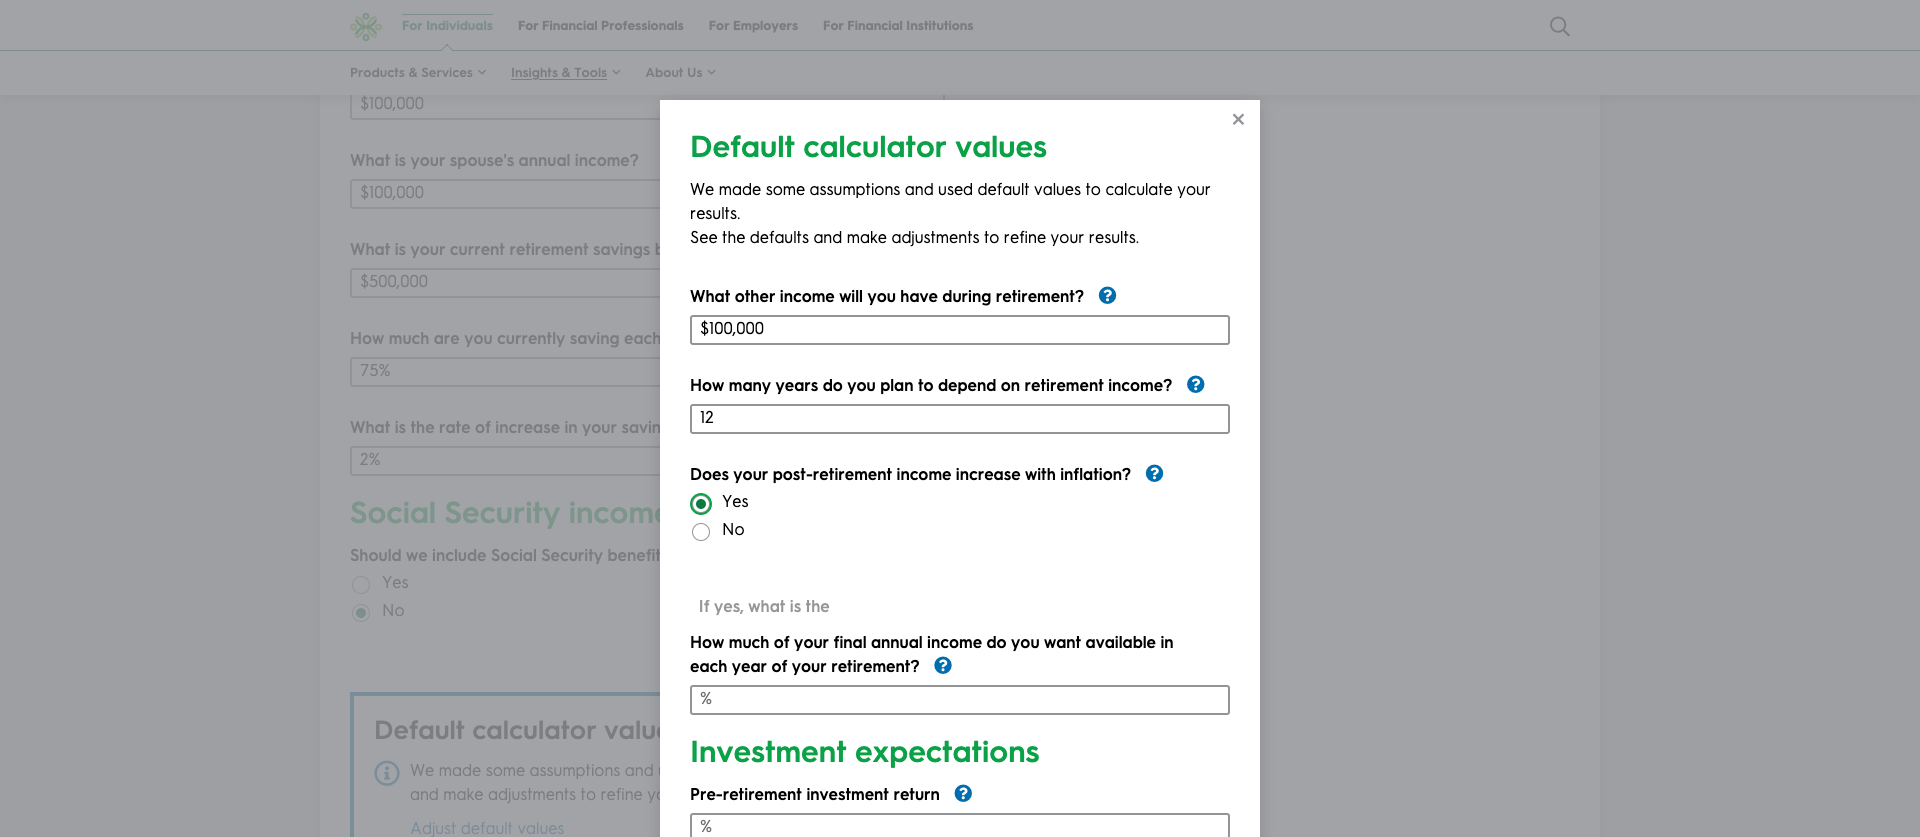 For Individuals
For Financial Professionals
For Employers
For Financial Institutions
Products & Services
Insights & Tools
About Us
$100,000
What is your spouse's annual income?
$100,000
What is your current retirement savings
$500,000
How much are you currently saving each
75%
What is the rate of increase in your
2%
Social Security
Should we include Social Security
Yes
No
Default calculator
We made some assumptions and
and make adjustments to refine
Adjust default values
Default calculator values
We made some assumptions and used default values to calculate your
results.
See the defaults and make adjustments to refine your results.
What other income will you have during retirement? ?
$100,000
How many years do you plan to depend on retirement income? ?
12
Does your post-retirement income increase with inflation? ?
Yes
No
If yes, what is the
How much of your final annual income do you want available in
each year of your retirement? ?
%
Investment expectations
Pre-retirement investment return ?
%